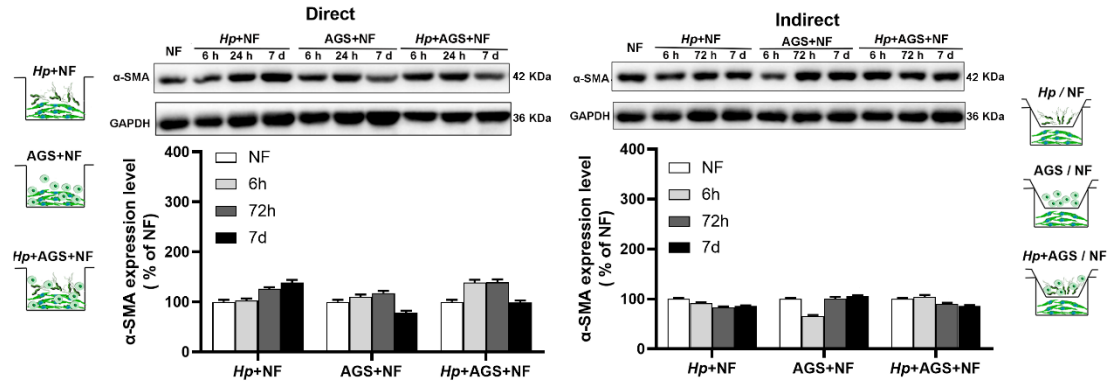 Direct
NF
Hp+NF AGS+NF Hp+AGS+NF
6 h 24 h 7 d 6 h 24 h 7 d 6 h 24 h 7 d
α-SMA 42 KDa
GAPDH 36 KDa
Hp+NF
AGS+NF
Hp+AGS+NF
α-SMA expression level
( % of NF)
400
300
200
100
0
NF
6h
72h
7d
Hp+NF AGS+NF Hp+AGS+NF
Indirect
NF
Hp+NF AGS+NF Hp+AGS+NF
6 h 72 h 7 d 6 h 72 h 7 d 6 h 72 h 7 d
α-SMA 42 KDa
GAPDH 36 KDa
α-SMA expression level
( % of NF)
400
300
200
100
0
NF
6h
72h
7d
Hp+NF AGS+NF Hp+AGS+NF
Hp / NF
AGS / NF
Hp+AGS / NF